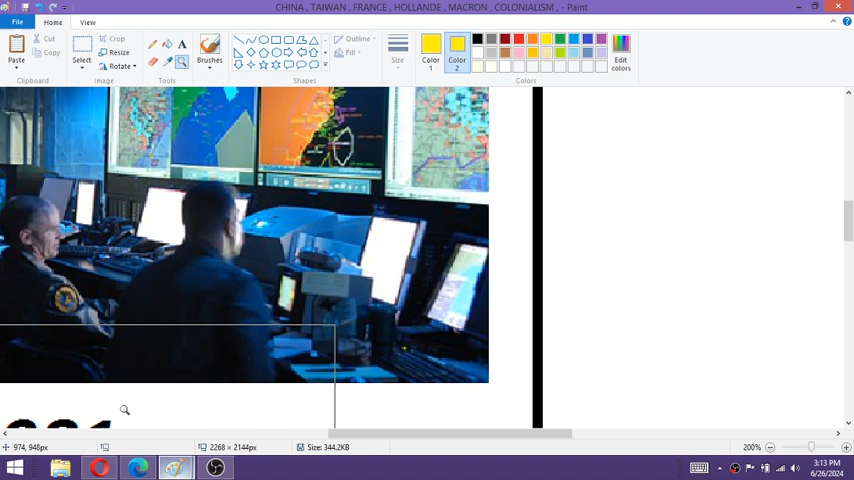 CHINA , TAIWAN , FRANCE , HOLLANDE , MACRON , COLONIALISM , - Paint
File
Home
View
Paste
Cut
Copy
Clipboard
Select
Crop
Resize
Rotate
Image
Tools
Brushes
Shapes
Outline
Fill
Size
Color 1
Color 2
Colors
Edit colors
974, 948px
2268 × 2144px
Size: 344.2KB
200%
3:13 PM
6/26/2024